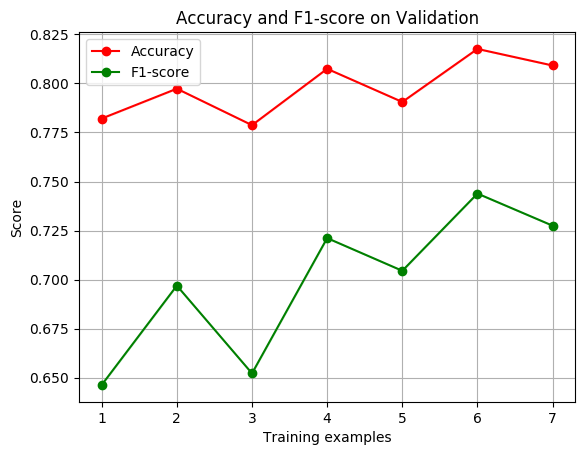 Accuracy and F1-score on Validation
Accuracy
F1-score
0.825
0.800
0.775
0.750
0.725
0.700
0.675
0.650
Score
1 2 3 4 5 6 7
Training examples